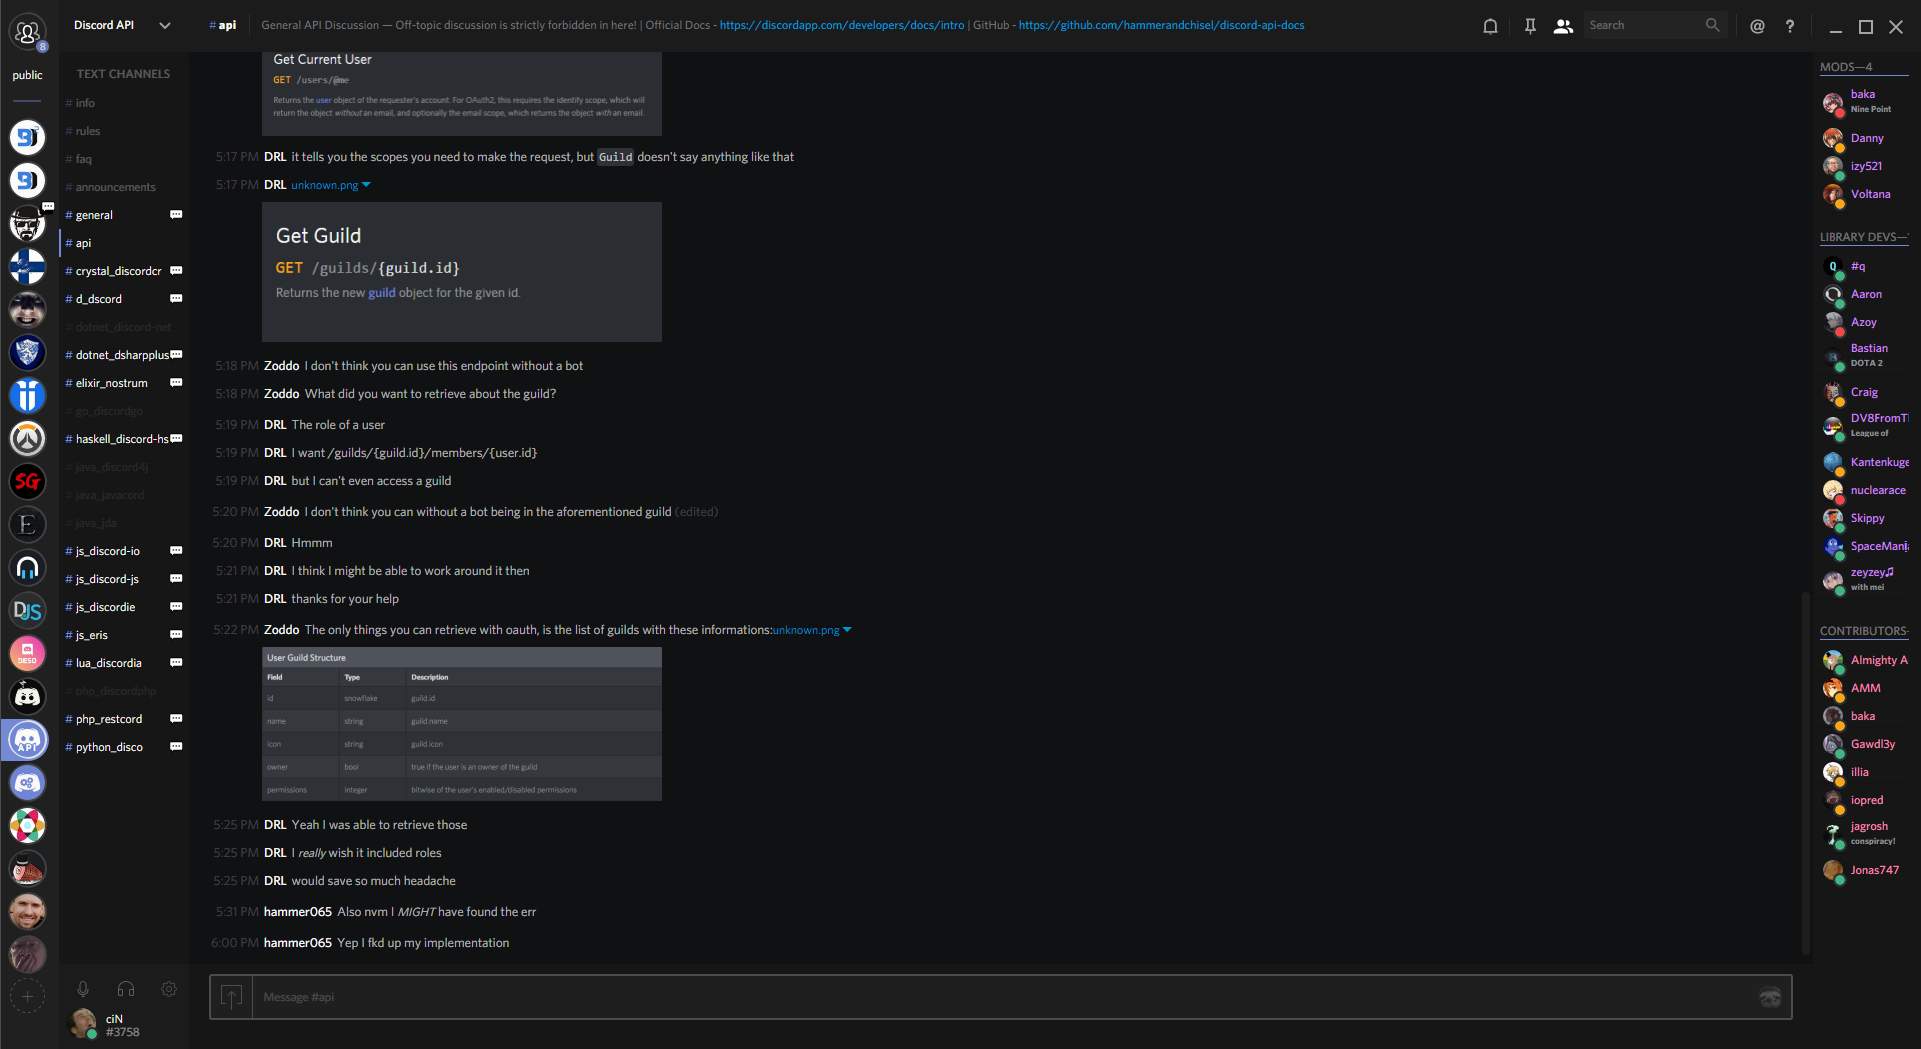 Discord API
# api
General API Discussion — Off-topic discussion is strictly forbidden in here! | Official Docs - https://discordapp.com/developers/docs/intro | GitHub - https://github.com/hammerandchisel/discord-api-docs
Search
@
?
8
public
SG
E
DJS
DESO
API
TEXT CHANNELS
# info
# rules
# faq
# announcements
# general
# api
# crystal_discordcr
# d_dscord
# dotnet_discord-net
# dotnet_dsharpplus
# elixir_nostrum
# go_discordgo
# haskell_discord-hs
# java_discord4j
# java_javacord
# java_jda
# js_discord-io
# js_discord-js
# js_discordie
# js_eris
# lua_discordia
# php_discordphp
# php_restcord
# python_disco
ciN
#3758
Get Current User
GET /users/@me
Returns the user object of the requester's account. For OAuth2, this requires the identify scope, which will
return the object without an email, and optionally the email scope, which returns the object with an email.
5:17 PM DRL it tells you the scopes you need to make the request, but Guild doesn't say anything like that
5:17 PM DRL unknown.png
Get Guild
GET /guilds/{guild.id}
Returns the new guild object for the given id.
5:18 PM Zoddo I don't think you can use this endpoint without a bot
5:18 PM Zoddo What did you want to retrieve about the guild?
5:19 PM DRL The role of a user
5:19 PM DRL I want /guilds/{guild.id}/members/{user.id}
5:19 PM DRL but I can't even access a guild
5:20 PM Zoddo I don't think you can without a bot being in the aforementioned guild (edited)
5:20 PM DRL Hmmm
5:21 PM DRL I think I might be able to work around it then
5:21 PM DRL thanks for your help
5:22 PM Zoddo The only things you can retrieve with oauth, is the list of guilds with these informations:unknown.png
User Guild Structure
Field Type Description
id snowflake guild.id
name string guild.name
icon string guild.icon
owner bool true if the user is an owner of the guild
permissions integer bitwise of the user's enabled/disabled permissions
5:25 PM DRL Yeah I was able to retrieve those
5:25 PM DRL I really wish it included roles
5:25 PM DRL would save so much headache
5:31 PM hammer065 Also nvm I MIGHT have found the err
6:00 PM hammer065 Yep I fkd up my implementation
Message #api
MODS—4
baka
Nine Point
Danny
izy521
Voltana
LIBRARY DEVS—
#q
Aaron
Azoy
Bastian
DOTA 2
Craig
DV8FromTl
League of
Kantenkuge
nuclearace
Skippy
SpaceMani
zeyzey♫
with mei
CONTRIBUTORS
Almighty A
AMM
baka
Gawdl3y
illia
iopred
jagrosh
conspiracy!
Jonas747